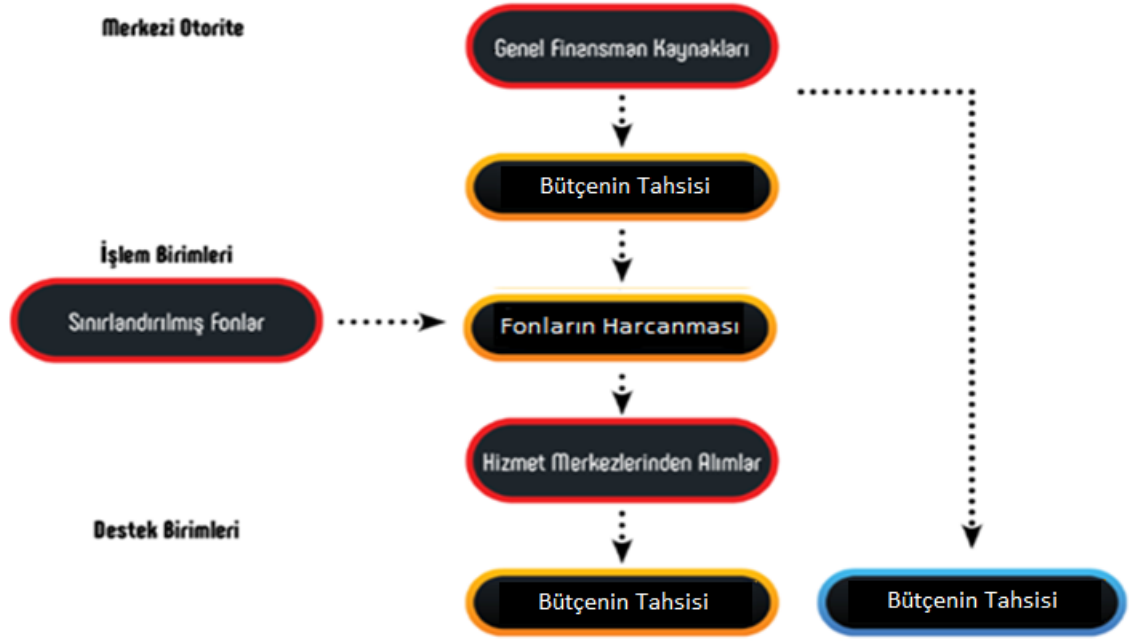 Merkezi Otorite
Genel Finansman Kaynakları
Bütçenin Tahsisi
İşlem Birimleri
Sınırlandırılmış Fonlar
Fonların Harcanması
Hizmet Merkezlerinden Alımlar
Destek Birimleri
Bütçenin Tahsisi
Bütçenin Tahsisi